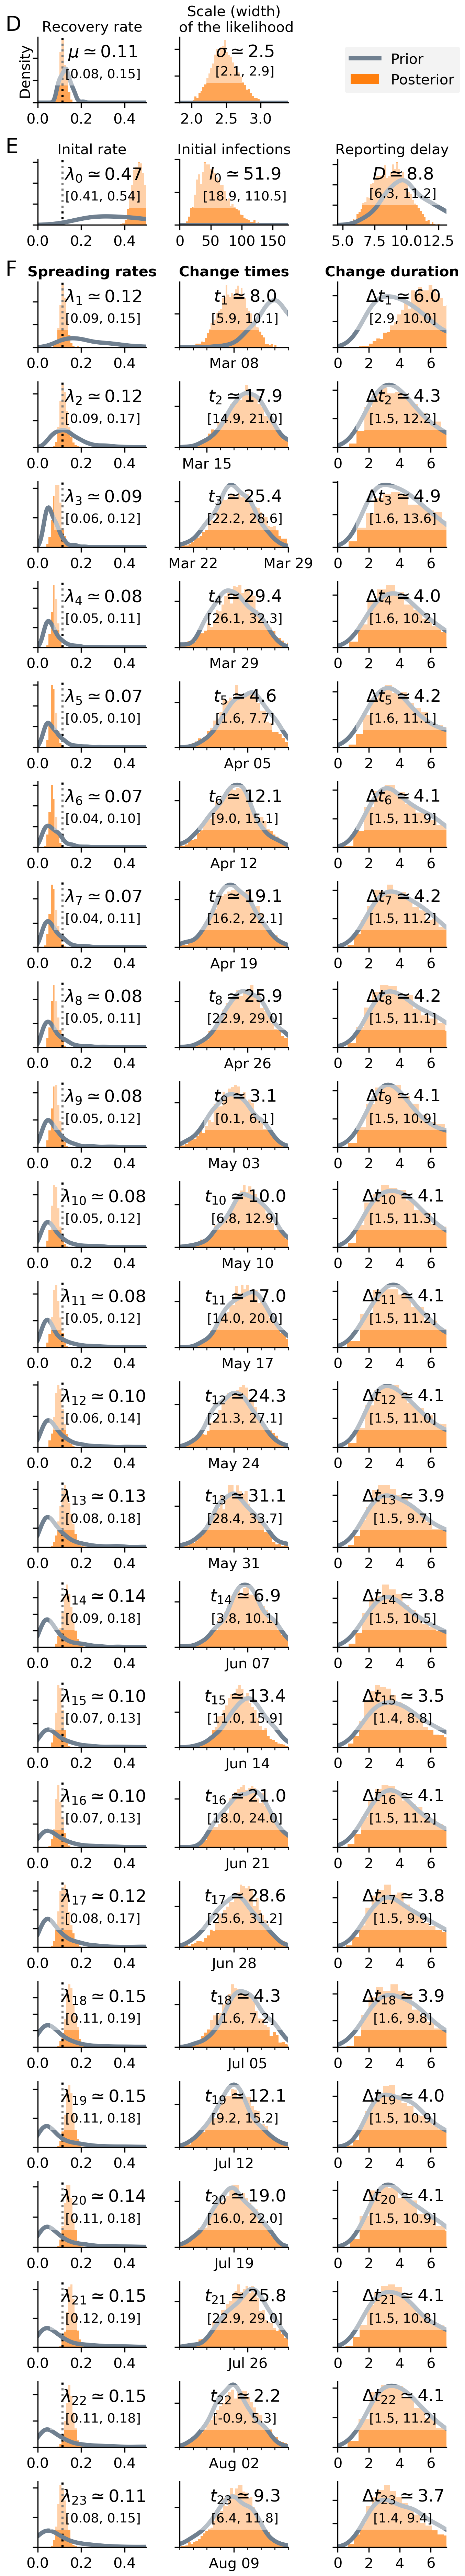 D
Recovery rate
Scale (width)
of the likelihood
Density
μ ≃ 0.11
[0.08, 0.15]
σ ≃ 2.5
[2.1, 2.9]
Prior
Posterior
0.0 0.2 0.4
2.0 2.5 3.0
E
Inital rate
Initial infections
Reporting delay
λ0 ≃ 0.47
[0.41, 0.54]
I0 ≃ 51.9
[18.9, 110.5]
D ≃ 8.8
[6.3, 11.2]
0.0 0.2 0.4
0 50 100 150
5.0 7.5 10.0 12.5
F
Spreading rates
Change times
Change duration
λ1 ≃ 0.12
[0.09, 0.15]
t1 ≃ 8.0
[5.9, 10.1]
Δt1 ≃ 6.0
[2.9, 10.0]
0.0 0.2 0.4
Mar 08
0 2 4 6
λ2 ≃ 0.12
[0.09, 0.17]
t2 ≃ 17.9
[14.9, 21.0]
Δt2 ≃ 4.3
[1.5, 12.2]
0.0 0.2 0.4
Mar 15
0 2 4 6
λ3 ≃ 0.09
[0.06, 0.12]
t3 ≃ 25.4
[22.2, 28.6]
Δt3 ≃ 4.9
[1.6, 13.6]
0.0 0.2 0.4
Mar 22 Mar 29
0 2 4 6
λ4 ≃ 0.08
[0.05, 0.11]
t4 ≃ 29.4
[26.1, 32.3]
Δt4 ≃ 4.0
[1.6, 10.2]
0.0 0.2 0.4
Mar 29
0 2 4 6
λ5 ≃ 0.07
[0.05, 0.10]
t5 ≃ 4.6
[1.6, 7.7]
Δt5 ≃ 4.2
[1.6, 11.1]
0.0 0.2 0.4
Apr 05
0 2 4 6
λ6 ≃ 0.07
[0.04, 0.10]
t6 ≃ 12.1
[9.0, 15.1]
Δt6 ≃ 4.1
[1.5, 11.9]
0.0 0.2 0.4
Apr 12
0 2 4 6
λ7 ≃ 0.07
[0.04, 0.11]
t7 ≃ 19.1
[16.2, 22.1]
Δt7 ≃ 4.2
[1.5, 11.2]
0.0 0.2 0.4
Apr 19
0 2 4 6
λ8 ≃ 0.08
[0.05, 0.11]
t8 ≃ 25.9
[22.9, 29.0]
Δt8 ≃ 4.2
[1.5, 11.1]
0.0 0.2 0.4
Apr 26
0 2 4 6
λ9 ≃ 0.08
[0.05, 0.12]
t9 ≃ 3.1
[0.1, 6.1]
Δt9 ≃ 4.1
[1.5, 10.9]
0.0 0.2 0.4
May 03
0 2 4 6
λ10 ≃ 0.08
[0.05, 0.12]
t10 ≃ 10.0
[6.8, 12.9]
Δt10 ≃ 4.1
[1.5, 11.3]
0.0 0.2 0.4
May 10
0 2 4 6
λ11 ≃ 0.08
[0.05, 0.12]
t11 ≃ 17.0
[14.0, 20.0]
Δt11 ≃ 4.1
[1.5, 11.2]
0.0 0.2 0.4
May 17
0 2 4 6
λ12 ≃ 0.10
[0.06, 0.14]
t12 ≃ 24.3
[21.3, 27.1]
Δt12 ≃ 4.1
[1.5, 11.0]
0.0 0.2 0.4
May 24
0 2 4 6
λ13 ≃ 0.13
[0.08, 0.18]
t13 ≃ 31.1
[28.4, 33.7]
Δt13 ≃ 3.9
[1.5, 9.7]
0.0 0.2 0.4
May 31
0 2 4 6
λ14 ≃ 0.14
[0.09, 0.18]
t14 ≃ 6.9
[3.8, 10.1]
Δt14 ≃ 3.8
[1.5, 10.5]
0.0 0.2 0.4
Jun 07
0 2 4 6
λ15 ≃ 0.10
[0.07, 0.13]
t15 ≃ 13.4
[11.0, 15.9]
Δt15 ≃ 3.5
[1.4, 8.8]
0.0 0.2 0.4
Jun 14
0 2 4 6
λ16 ≃ 0.10
[0.07, 0.13]
t16 ≃ 21.0
[18.0, 24.0]
Δt16 ≃ 4.1
[1.5, 11.2]
0.0 0.2 0.4
Jun 21
0 2 4 6
λ17 ≃ 0.12
[0.08, 0.17]
t17 ≃ 28.6
[25.6, 31.2]
Δt17 ≃ 3.8
[1.5, 9.9]
0.0 0.2 0.4
Jun 28
0 2 4 6
λ18 ≃ 0.15
[0.11, 0.19]
t18 ≃ 4.3
[1.6, 7.2]
Δt18 ≃ 3.9
[1.6, 9.8]
0.0 0.2 0.4
Jul 05
0 2 4 6
λ19 ≃ 0.15
[0.11, 0.18]
t19 ≃ 12.1
[9.2, 15.2]
Δt19 ≃ 4.0
[1.5, 10.9]
0.0 0.2 0.4
Jul 12
0 2 4 6
λ20 ≃ 0.14
[0.11, 0.18]
t20 ≃ 19.0
[16.0, 22.0]
Δt20 ≃ 4.1
[1.5, 10.9]
0.0 0.2 0.4
Jul 19
0 2 4 6
λ21 ≃ 0.15
[0.12, 0.19]
t21 ≃ 25.8
[22.9, 29.0]
Δt21 ≃ 4.1
[1.5, 10.8]
0.0 0.2 0.4
Jul 26
0 2 4 6
λ22 ≃ 0.15
[0.11, 0.18]
t22 ≃ 2.2
[-0.9, 5.3]
Δt22 ≃ 4.1
[1.5, 11.2]
0.0 0.2 0.4
Aug 02
0 2 4 6
λ23 ≃ 0.11
[0.08, 0.15]
t23 ≃ 9.3
[6.4, 11.8]
Δt23 ≃ 3.7
[1.4, 9.4]
0.0 0.2 0.4
Aug 09
0 2 4 6